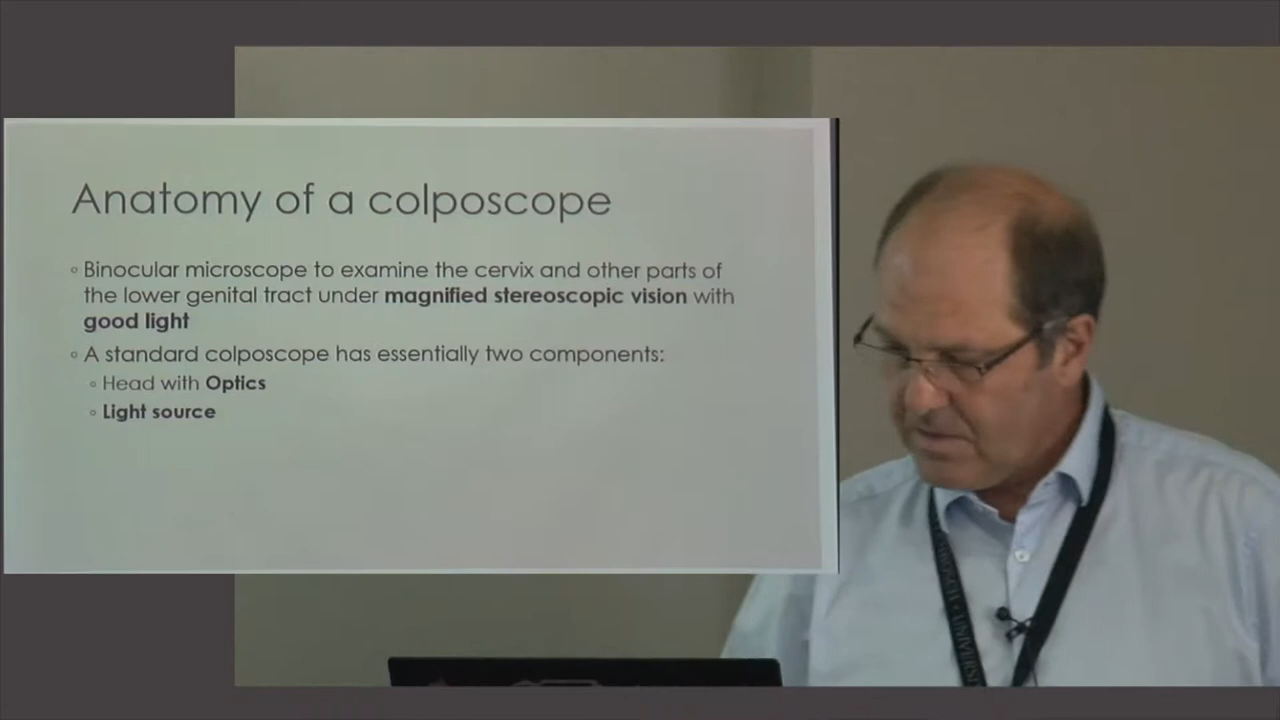 Anatomy of a colposcope
◦ Binocular microscope to examine the cervix and other parts of
the lower genital tract under magnified stereoscopic vision with
good light
◦ A standard colposcope has essentially two components:
◦ Head with Optics
◦ Light source